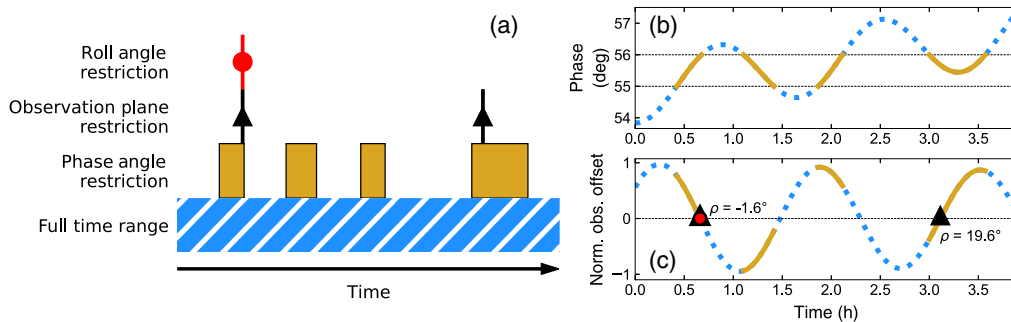 (a)
Roll angle
restriction
Observation plane
restriction
Phase angle
restriction
Full time range
Time
(b)
Phase
(deg)
57
56
55
54
0.0 0.5 1.0 1.5 2.0 2.5 3.0 3.5
(c)
Norm. obs. offset
1
0
−1
ρ = -1.6°
ρ = 19.6°
0.0 0.5 1.0 1.5 2.0 2.5 3.0 3.5
Time (h)